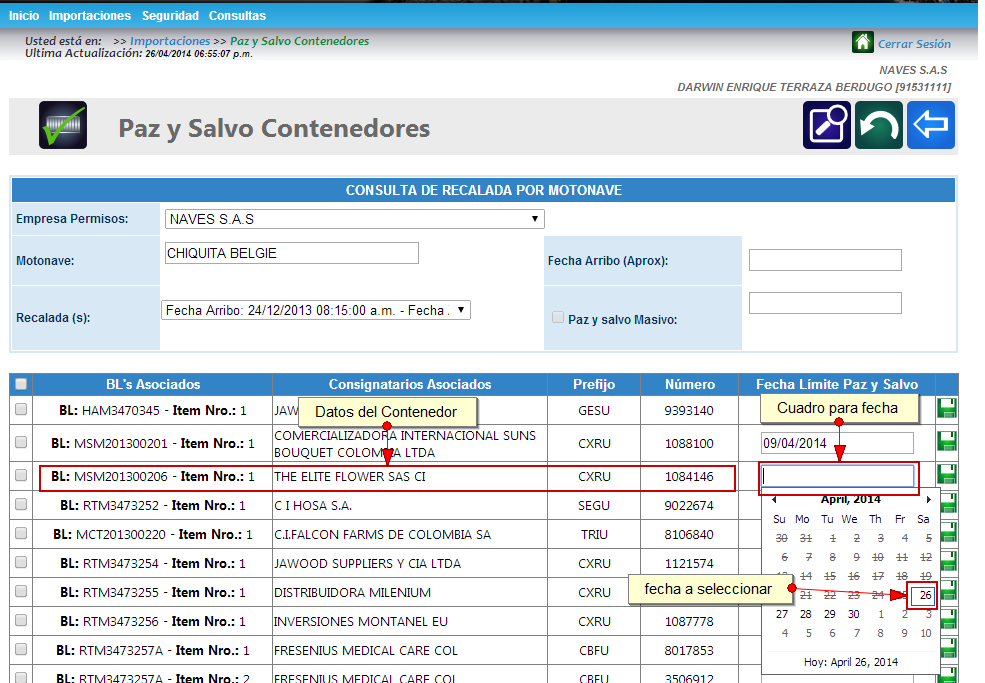 Inicio Importaciones Seguridad Consultas
Usted está en: >> Importaciones >> Paz y Salvo Contenedores
Ultima Actualización: 26/04/2014 06:55:07 p.m.
Cerrar Sesión
NAVES S.A.S
DARWIN ENRIQUE TERRAZA BERDUGO [91531111]
Paz y Salvo Contenedores
CONSULTA DE RECALADA POR MOTONAVE
Empresa Permisos: NAVES S.A.S
Motonave: CHIQUITA BELGIE Fecha Arribo (Aprox):
Recalada (s): Fecha Arribo: 24/12/2013 08:15:00 a.m. - Fecha Paz y salvo Masivo:
BL's Asociados Consignatarios Asociados Prefijo Número Fecha Límite Paz y Salvo
Datos del Contenedor Cuadro para fecha
BL: HAM3470345 - Item Nro.: 1 GESU 9393140
BL: MSM201300201 - Item Nro.: 1 COMERCIALIZADORA INTERNACIONAL SUNS BOUQUET COLOMBIA LTDA CXRU 1088100 09/04/2014
BL: MSM201300206 - Item Nro.: 1 THE ELITE FLOWER SAS CI CXRU 1084146
BL: RTM3473252 - Item Nro.: 1 C I HOSA S.A. SEGU 9022674
BL: MCT201300220 - Item Nro.: 1 C.I.FALCON FARMS DE COLOMBIA SA TRIU 8106840
BL: RTM3473254 - Item Nro.: 1 JAWOOD SUPPLIERS Y CIA LTDA CXRU 1121574
BL: RTM3473255 - Item Nro.: 1 DISTRIBUIDORA MILENIUM CXRU
BL: RTM3473256 - Item Nro.: 1 INVERSIONES MONTANEL EU CXRU 1087778
BL: RTM3473257A - Item Nro.: 1 FRESENIUS MEDICAL CARE COL CBFU 8017853
BL: RTM3473257A - Item Nro.: 2 FRESENIUS MEDICAL CARE COL CBFU 3506912
April, 2014
Su Mo Tu We Th Fr Sa
30 31 1 2 3 4 5
6 7 8 9 10 11 12
14 15 16 17 18 19
21 22 23 24 26
27 28 29 30 1 2 3
4 5 6 7 8 9 10
Hoy: April 26, 2014
fecha a seleccionar